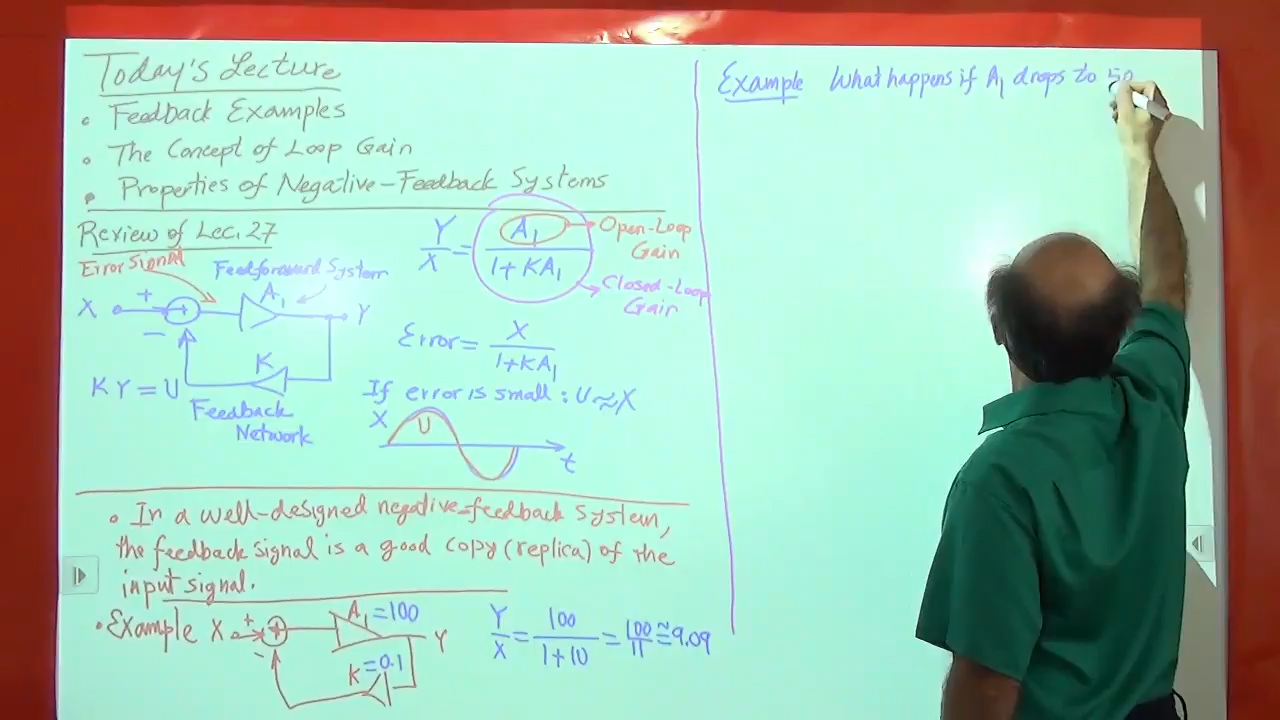 Today's Lecture
• Feedback Examples
• The Concept of Loop Gain
• Properties of Negative-Feedback Systems
Review of Lec. 27
Error Signal
Feedforward System
X + − + A₁ Y
K
KY = U
Feedback Network
Y/X = A₁/(1+KA₁)
Open-Loop Gain
Closed-Loop Gain
Error = X/(1+KA₁)
If error is small: U ≈ X
X U t
• In a well-designed negative-feedback system,
the feedback signal is a good copy (replica) of the
input signal.
• Example X + − + A₁=100 Y
K=0.1
Y/X = 100/(1+10) = 100/11 ≈ 9.09
Example What happens if A₁ drops to 50